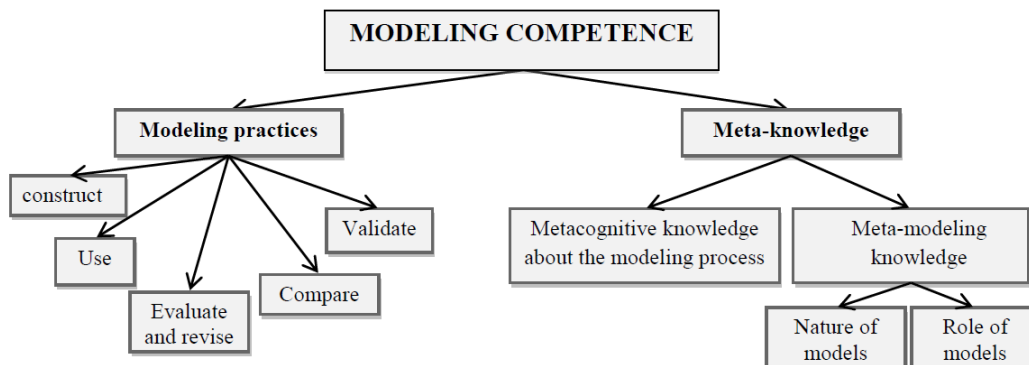 MODELING COMPETENCE
Modeling practices
Meta-knowledge
construct
Use
Evaluate
and revise
Compare
Validate
Metacognitive knowledge
about the modeling process
Meta-modeling
knowledge
Nature of
models
Role of
models